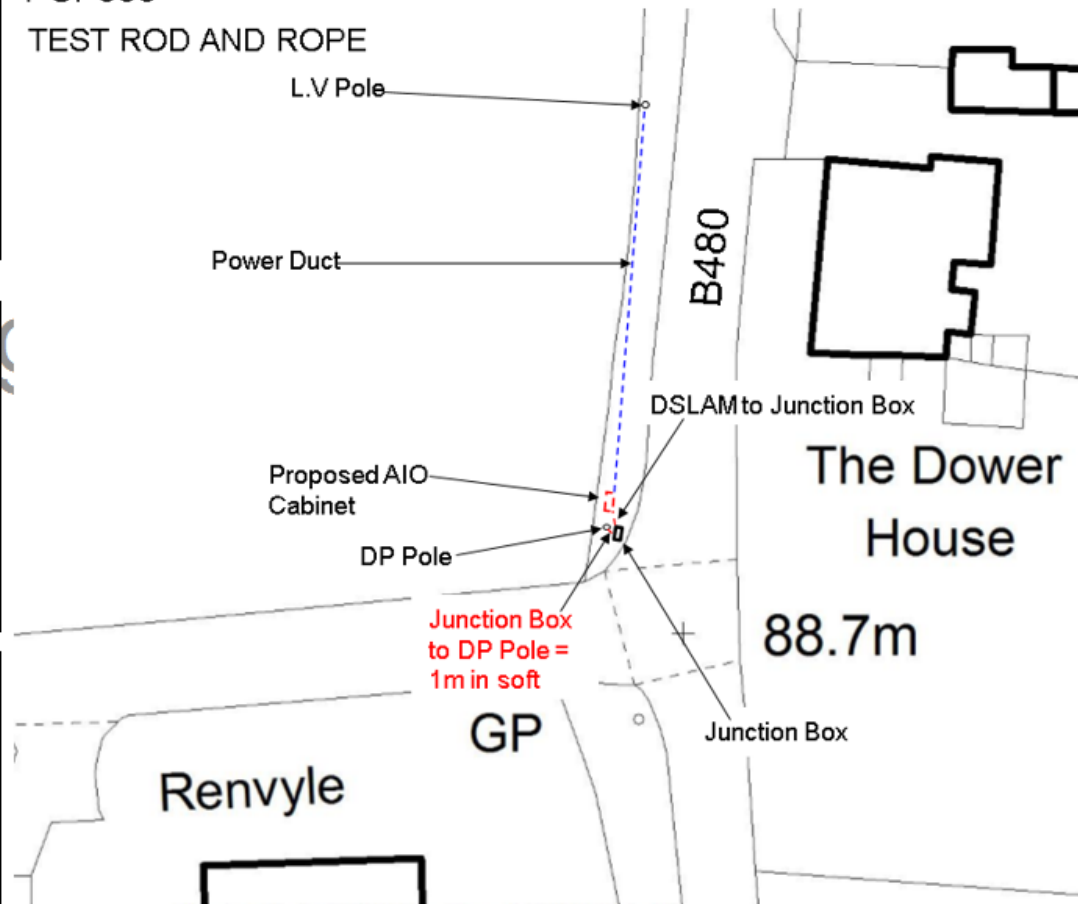 TEST ROD AND ROPE
L.V Pole
Power Duct
B480
DSLAM to Junction Box
Proposed AIO
Cabinet
The Dower
House
DP Pole
Junction Box
to DP Pole =
1m in soft
88.7m
GP
Junction Box
Renvyle